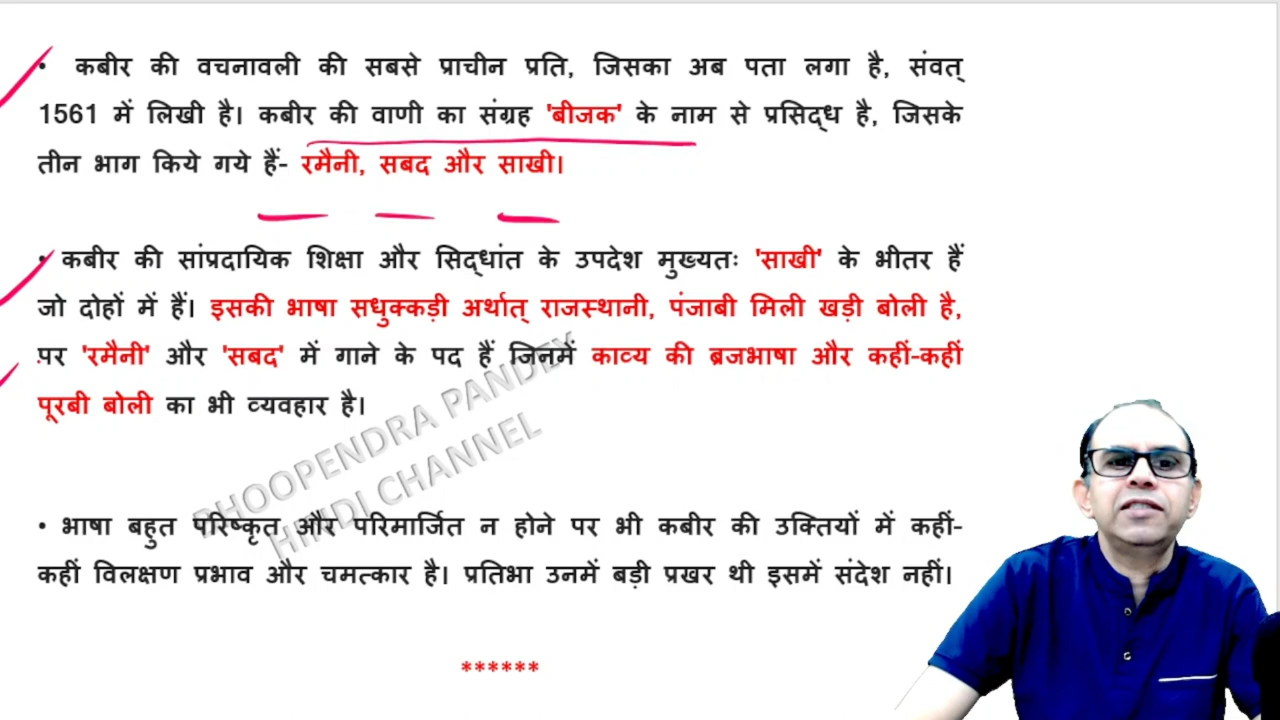 • कबीर की वचनावली की सबसे प्राचीन प्रति, जिसका अब पता लगा है, संवत्
1561 में लिखी है। कबीर की वाणी का संग्रह 'बीजक' के नाम से प्रसिद्ध है, जिसके
तीन भाग किये गये हैं- रमैनी, सबद और साखी।
• कबीर की सांप्रदायिक शिक्षा और सिद्धांत के उपदेश मुख्यतः 'साखी' के भीतर हैं
जो दोहों में हैं। इसकी भाषा सधुक्कड़ी अर्थात् राजस्थानी, पंजाबी मिली खड़ी बोली है,
पर 'रमैनी' और 'सबद' में गाने के पद हैं जिनमें काव्य की ब्रजभाषा और कहीं-कहीं
पूरबी बोली का भी व्यवहार है।
BHOOPENDRA PANDEY
HINDI CHANNEL
• भाषा बहुत परिष्कृत और परिमार्जित न होने पर भी कबीर की उक्तियों में कहीं-
कहीं विलक्षण प्रभाव और चमत्कार है। प्रतिभा उनमें बड़ी प्रखर थी इसमें संदेश नहीं।
******